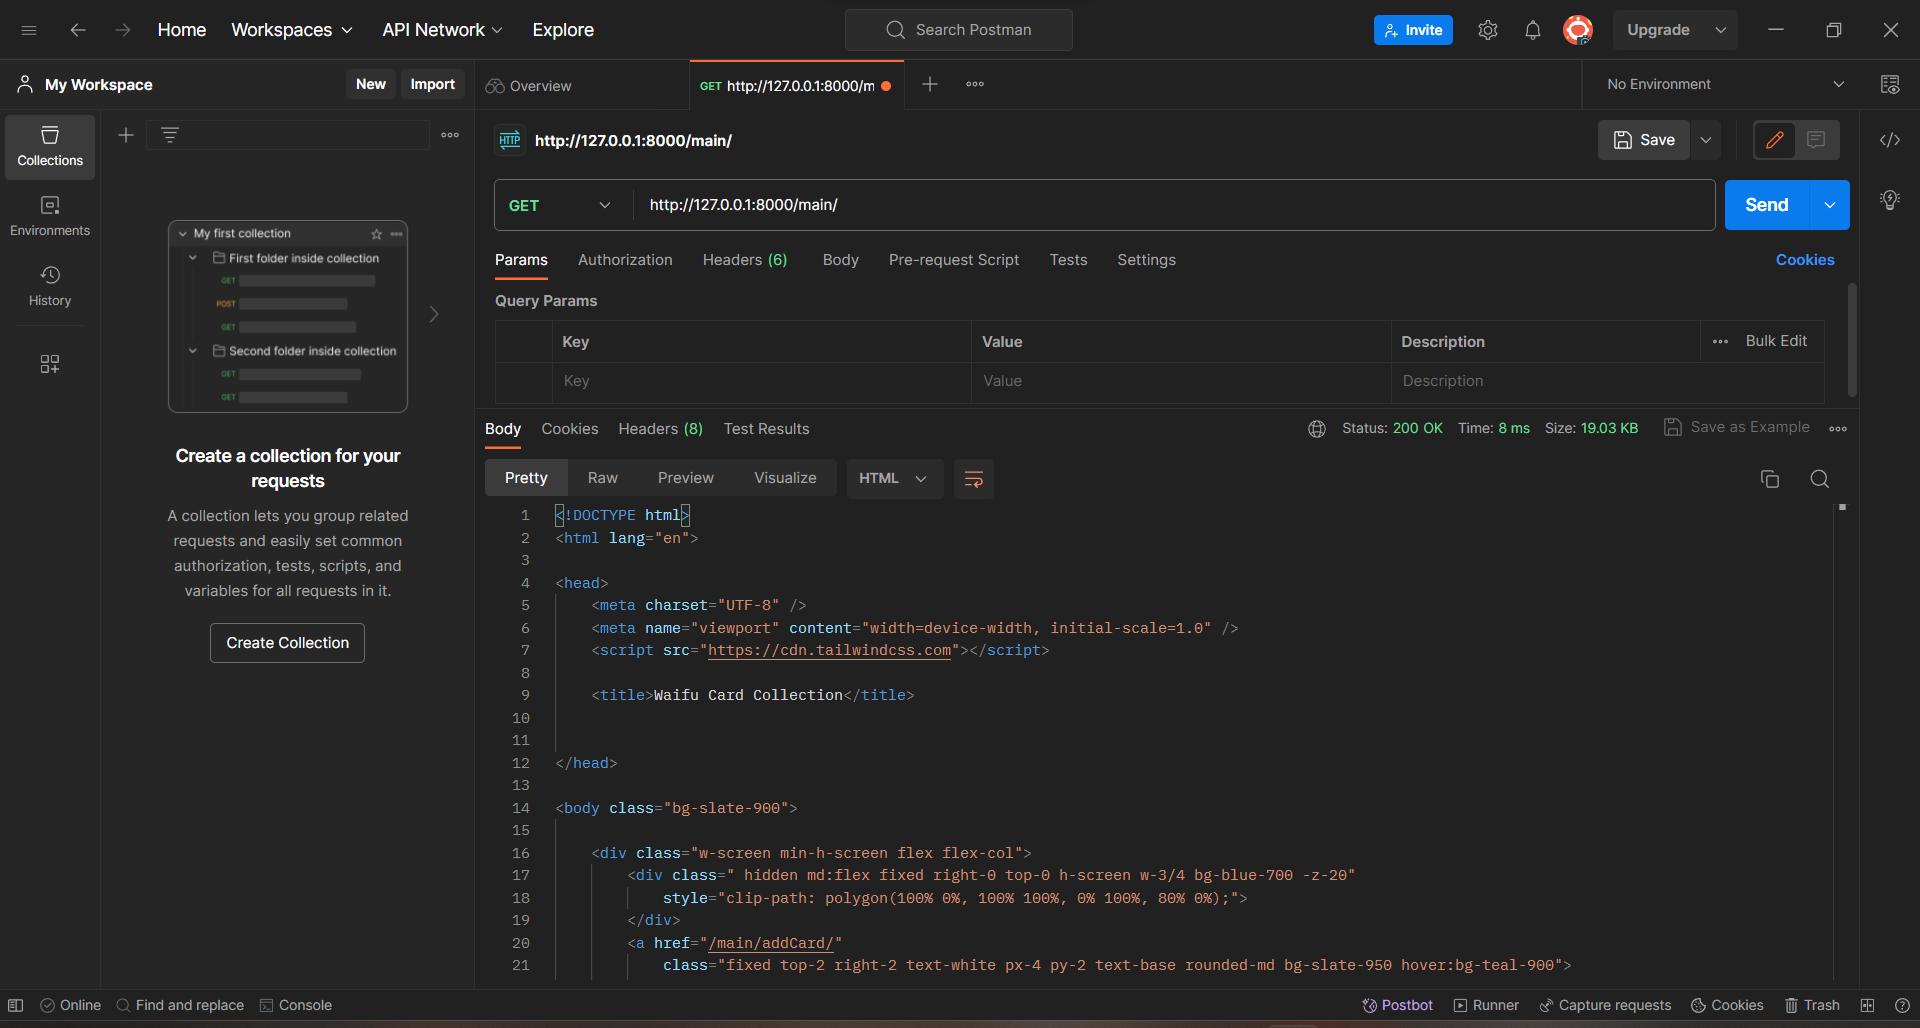 Home Workspaces API Network Explore Search Postman Invite Upgrade
My Workspace New Import Overview GET http://127.0.0.1:8000/m No Environment
Collections
Environments
History
My first collection
First folder inside collection
GET
POST
GET
Second folder inside collection
GET
GET
Create a collection for your
requests
A collection lets you group related
requests and easily set common
authorization, tests, scripts, and
variables for all requests in it.
Create Collection
HTTP http://127.0.0.1:8000/main/ Save
GET http://127.0.0.1:8000/main/ Send
Params Authorization Headers (6) Body Pre-request Script Tests Settings Cookies
Query Params
Key Value Description Bulk Edit
Key Value Description
Body Cookies Headers (8) Test Results Status: 200 OK Time: 8 ms Size: 19.03 KB Save as Example
Pretty Raw Preview Visualize HTML
1 <!DOCTYPE html>
2 <html lang="en">
3
4 <head>
5 <meta charset="UTF-8" />
6 <meta name="viewport" content="width=device-width, initial-scale=1.0" />
7 <script src="https://cdn.tailwindcss.com"></script>
8
9 <title>Waifu Card Collection</title>
10
11
12 </head>
13
14 <body class="bg-slate-900">
15
16 <div class="w-screen min-h-screen flex flex-col">
17 <div class=" hidden md:flex fixed right-0 top-0 h-screen w-3/4 bg-blue-700 -z-20"
18 style="clip-path: polygon(100% 0%, 100% 100%, 0% 100%, 80% 0%);">
19 </div>
20 <a href="/main/addCard/"
21 class="fixed top-2 right-2 text-white px-4 py-2 text-base rounded-md bg-slate-950 hover:bg-teal-900">
Online Find and replace Console Postbot Runner Capture requests Cookies Trash